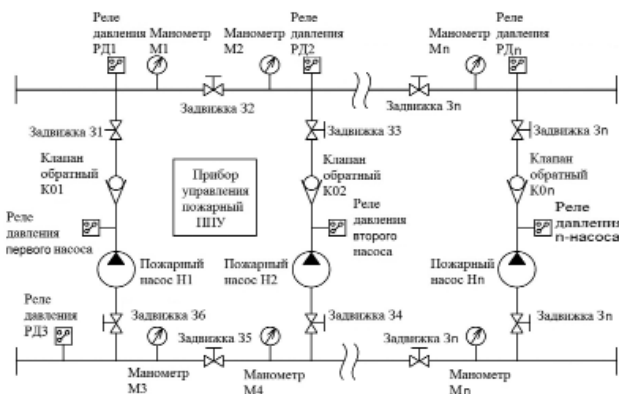 Реле
давления
РД1
Манометр
М1
Манометр
М2
Реле
давления
РД2
Манометр
Мn
Реле
давления
РДn
Задвижка З2
Задвижка Зn
Задвижка З1
Задвижка З3
Задвижка Зn
Клапан
обратный
К01
Прибор
управления
пожарный
ППУ
Клапан
обратный
К02
Клапан
обратный
К0n
Реле
давления
первого насоса
Реле
давления
второго
насоса
Реле
давления
n-насоса
Пожарный
насос Н1
Пожарный
насос Н2
Пожарный
насос Нn
Реле
давления
РД3
Задвижка З6
Задвижка З5
Задвижка З4
Задвижка Зn
Задвижка Зn
Манометр
М3
Манометр
М4
Манометр
Мn